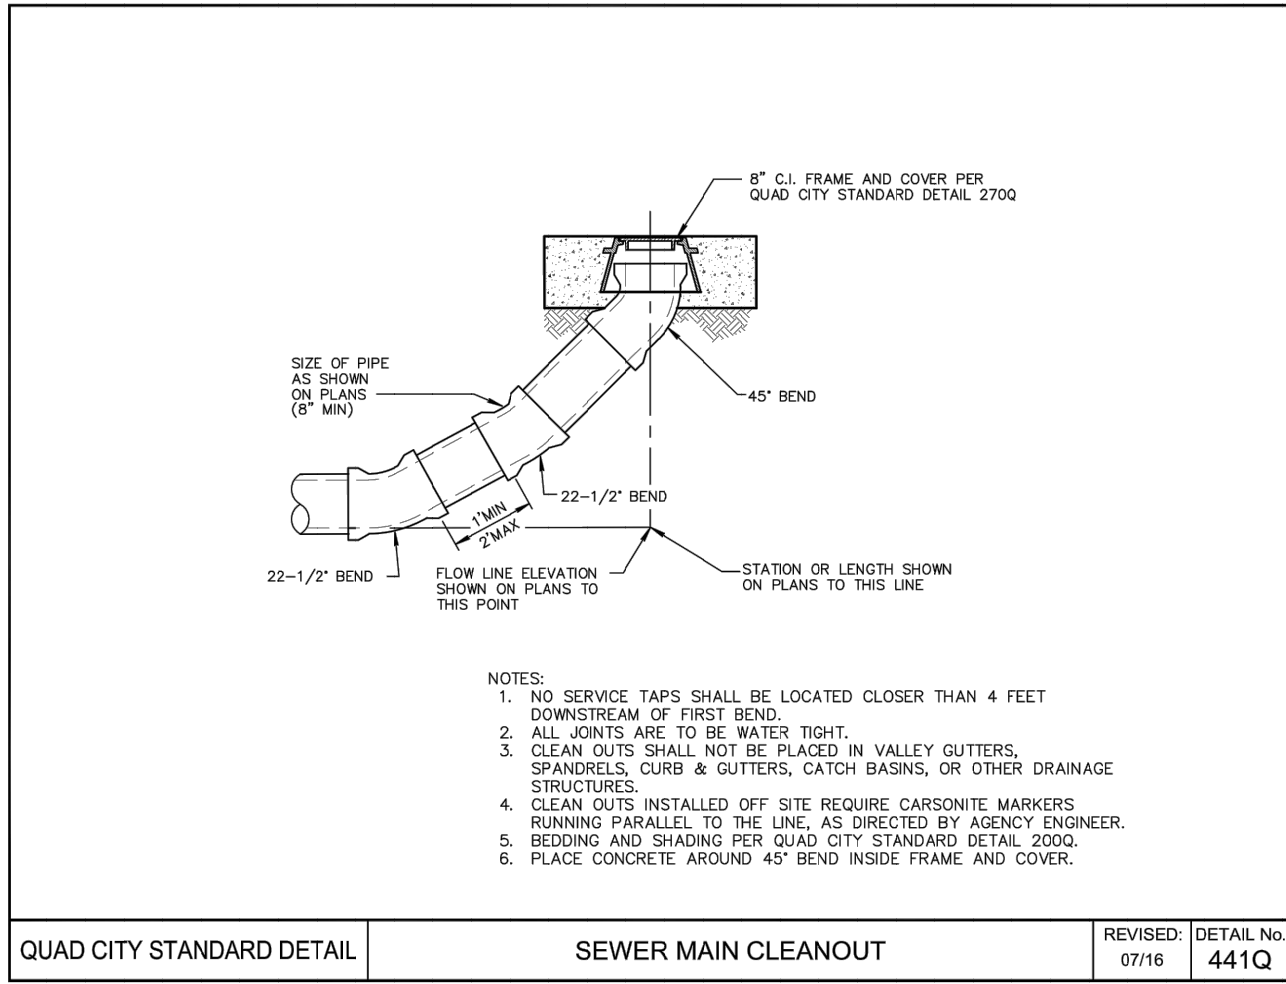 8" C.I. FRAME AND COVER PER
QUAD CITY STANDARD DETAIL 270Q
SIZE OF PIPE
AS SHOWN
ON PLANS
(8" MIN)
45° BEND
22-1/2° BEND
1'MIN
2'MAX
22-1/2° BEND
FLOW LINE ELEVATION
SHOWN ON PLANS TO
THIS POINT
STATION OR LENGTH SHOWN
ON PLANS TO THIS LINE
NOTES:
1. NO SERVICE TAPS SHALL BE LOCATED CLOSER THAN 4 FEET
DOWNSTREAM OF FIRST BEND.
2. ALL JOINTS ARE TO BE WATER TIGHT.
3. CLEAN OUTS SHALL NOT BE PLACED IN VALLEY GUTTERS,
SPANDRELS, CURB & GUTTERS, CATCH BASINS, OR OTHER DRAINAGE
STRUCTURES.
4. CLEAN OUTS INSTALLED OFF SITE REQUIRE CARSONITE MARKERS
RUNNING PARALLEL TO THE LINE, AS DIRECTED BY AGENCY ENGINEER.
5. BEDDING AND SHADING PER QUAD CITY STANDARD DETAIL 200Q.
6. PLACE CONCRETE AROUND 45° BEND INSIDE FRAME AND COVER.
QUAD CITY STANDARD DETAIL
SEWER MAIN CLEANOUT
REVISED:
07/16
DETAIL No.
441Q